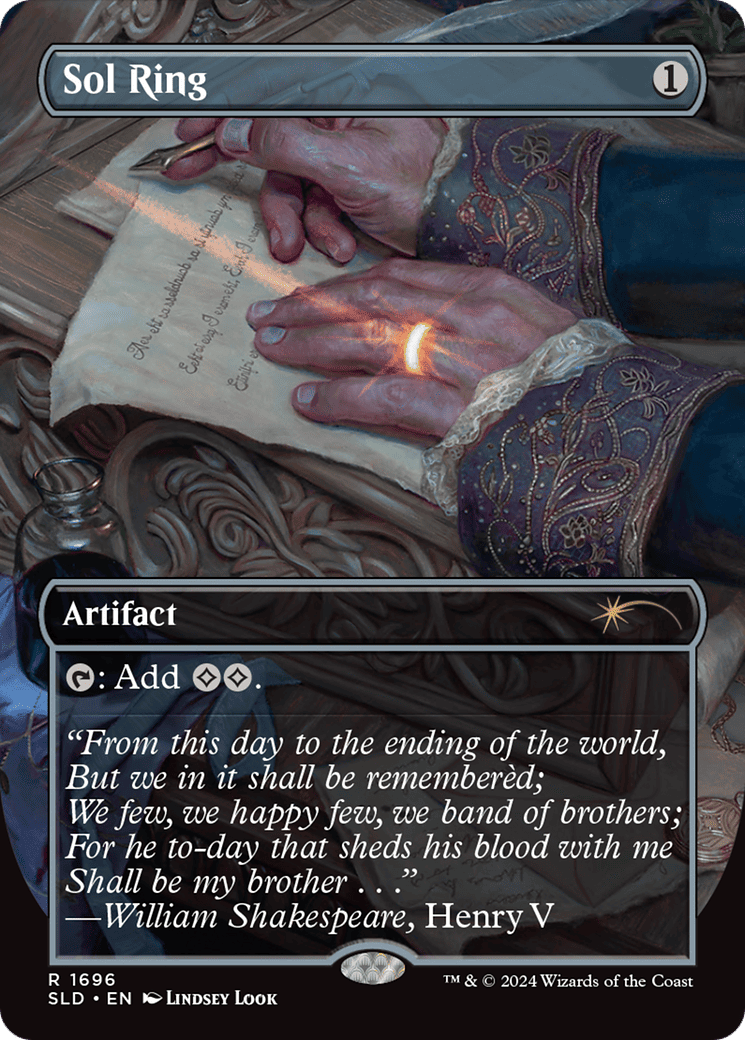 Sol Ring
1
Artifact
: Add .
“From this day to the ending of the world,
But we in it shall be rememberèd;
We few, we happy few, we band of brothers;
For he to-day that sheds his blood with me
Shall be my brother . . .”
—William Shakespeare, Henry V
R 1696
™ & © 2024 Wizards of the Coast
SLD • EN LINDSEY LOOK